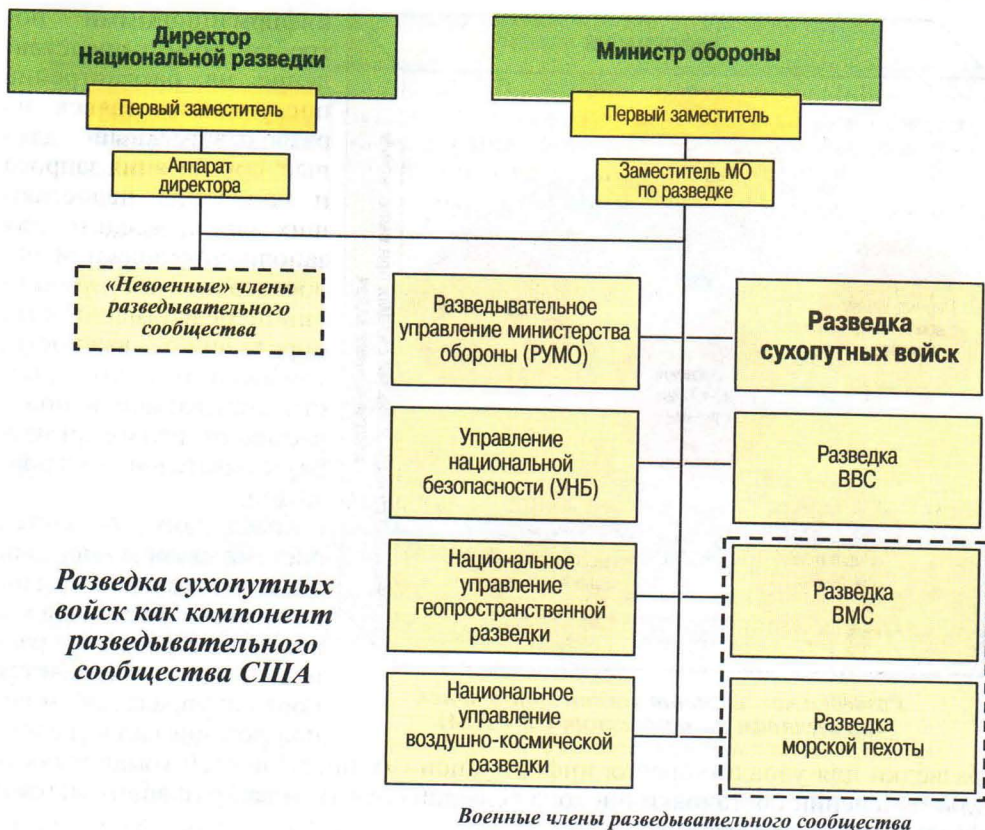 Директор
Национальной разведки
Первый заместитель
Аппарат
директора
Министр обороны
Первый заместитель
Заместитель МО
по разведке
«Невоенные» члены
разведывательного
сообщества
Разведывательное
управление министерства
обороны (РУМО)
Разведка
сухопутных войск
Управление
национальной
безопасности (УНБ)
Разведка
ВВС
Национальное
управление
геопространственной
разведки
Разведка
ВМС
Разведка сухопутных
войск как компонент
разведывательного
сообщества США
Национальное
управление
воздушно-космической
разведки
Разведка
морской пехоты
Военные члены разведывательного сообщества